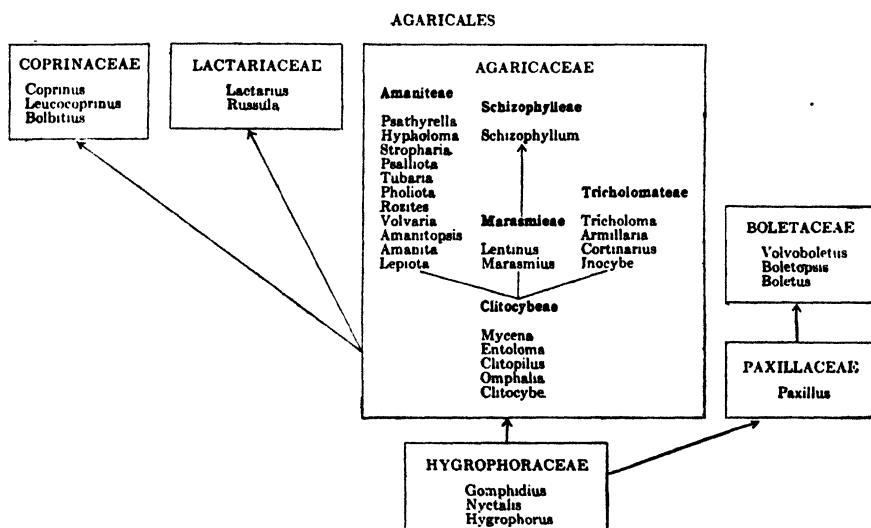 AGARICALES
COPRINACEAE
Coprinus
Leucocoprinus
Bolbitius
LACTARIACEAE
Lactarius
Russula
AGARICACEAE
Amaniteae
Psathyrella
Hypholoma
Stropharia
Psalliota
Tubaria
Pholiota
Rozites
Volvaria
Amanitopsis
Amanita
Lepiota
Schizophylleae
Schizophyllum
Marasmieae
Lentinus
Marasmius
Tricholomateae
Tricholoma
Armillaria
Cortinarius
Inocybe
Clitocybeae
Mycena
Entoloma
Clitopilus
Omphalia
Clitocybe
BOLETACEAE
Volvoboletus
Boletopsis
Boletus
PAXILLACEAE
Paxillus
HYGROPHORACEAE
Gomphidius
Nyctalis
Hygrophorus